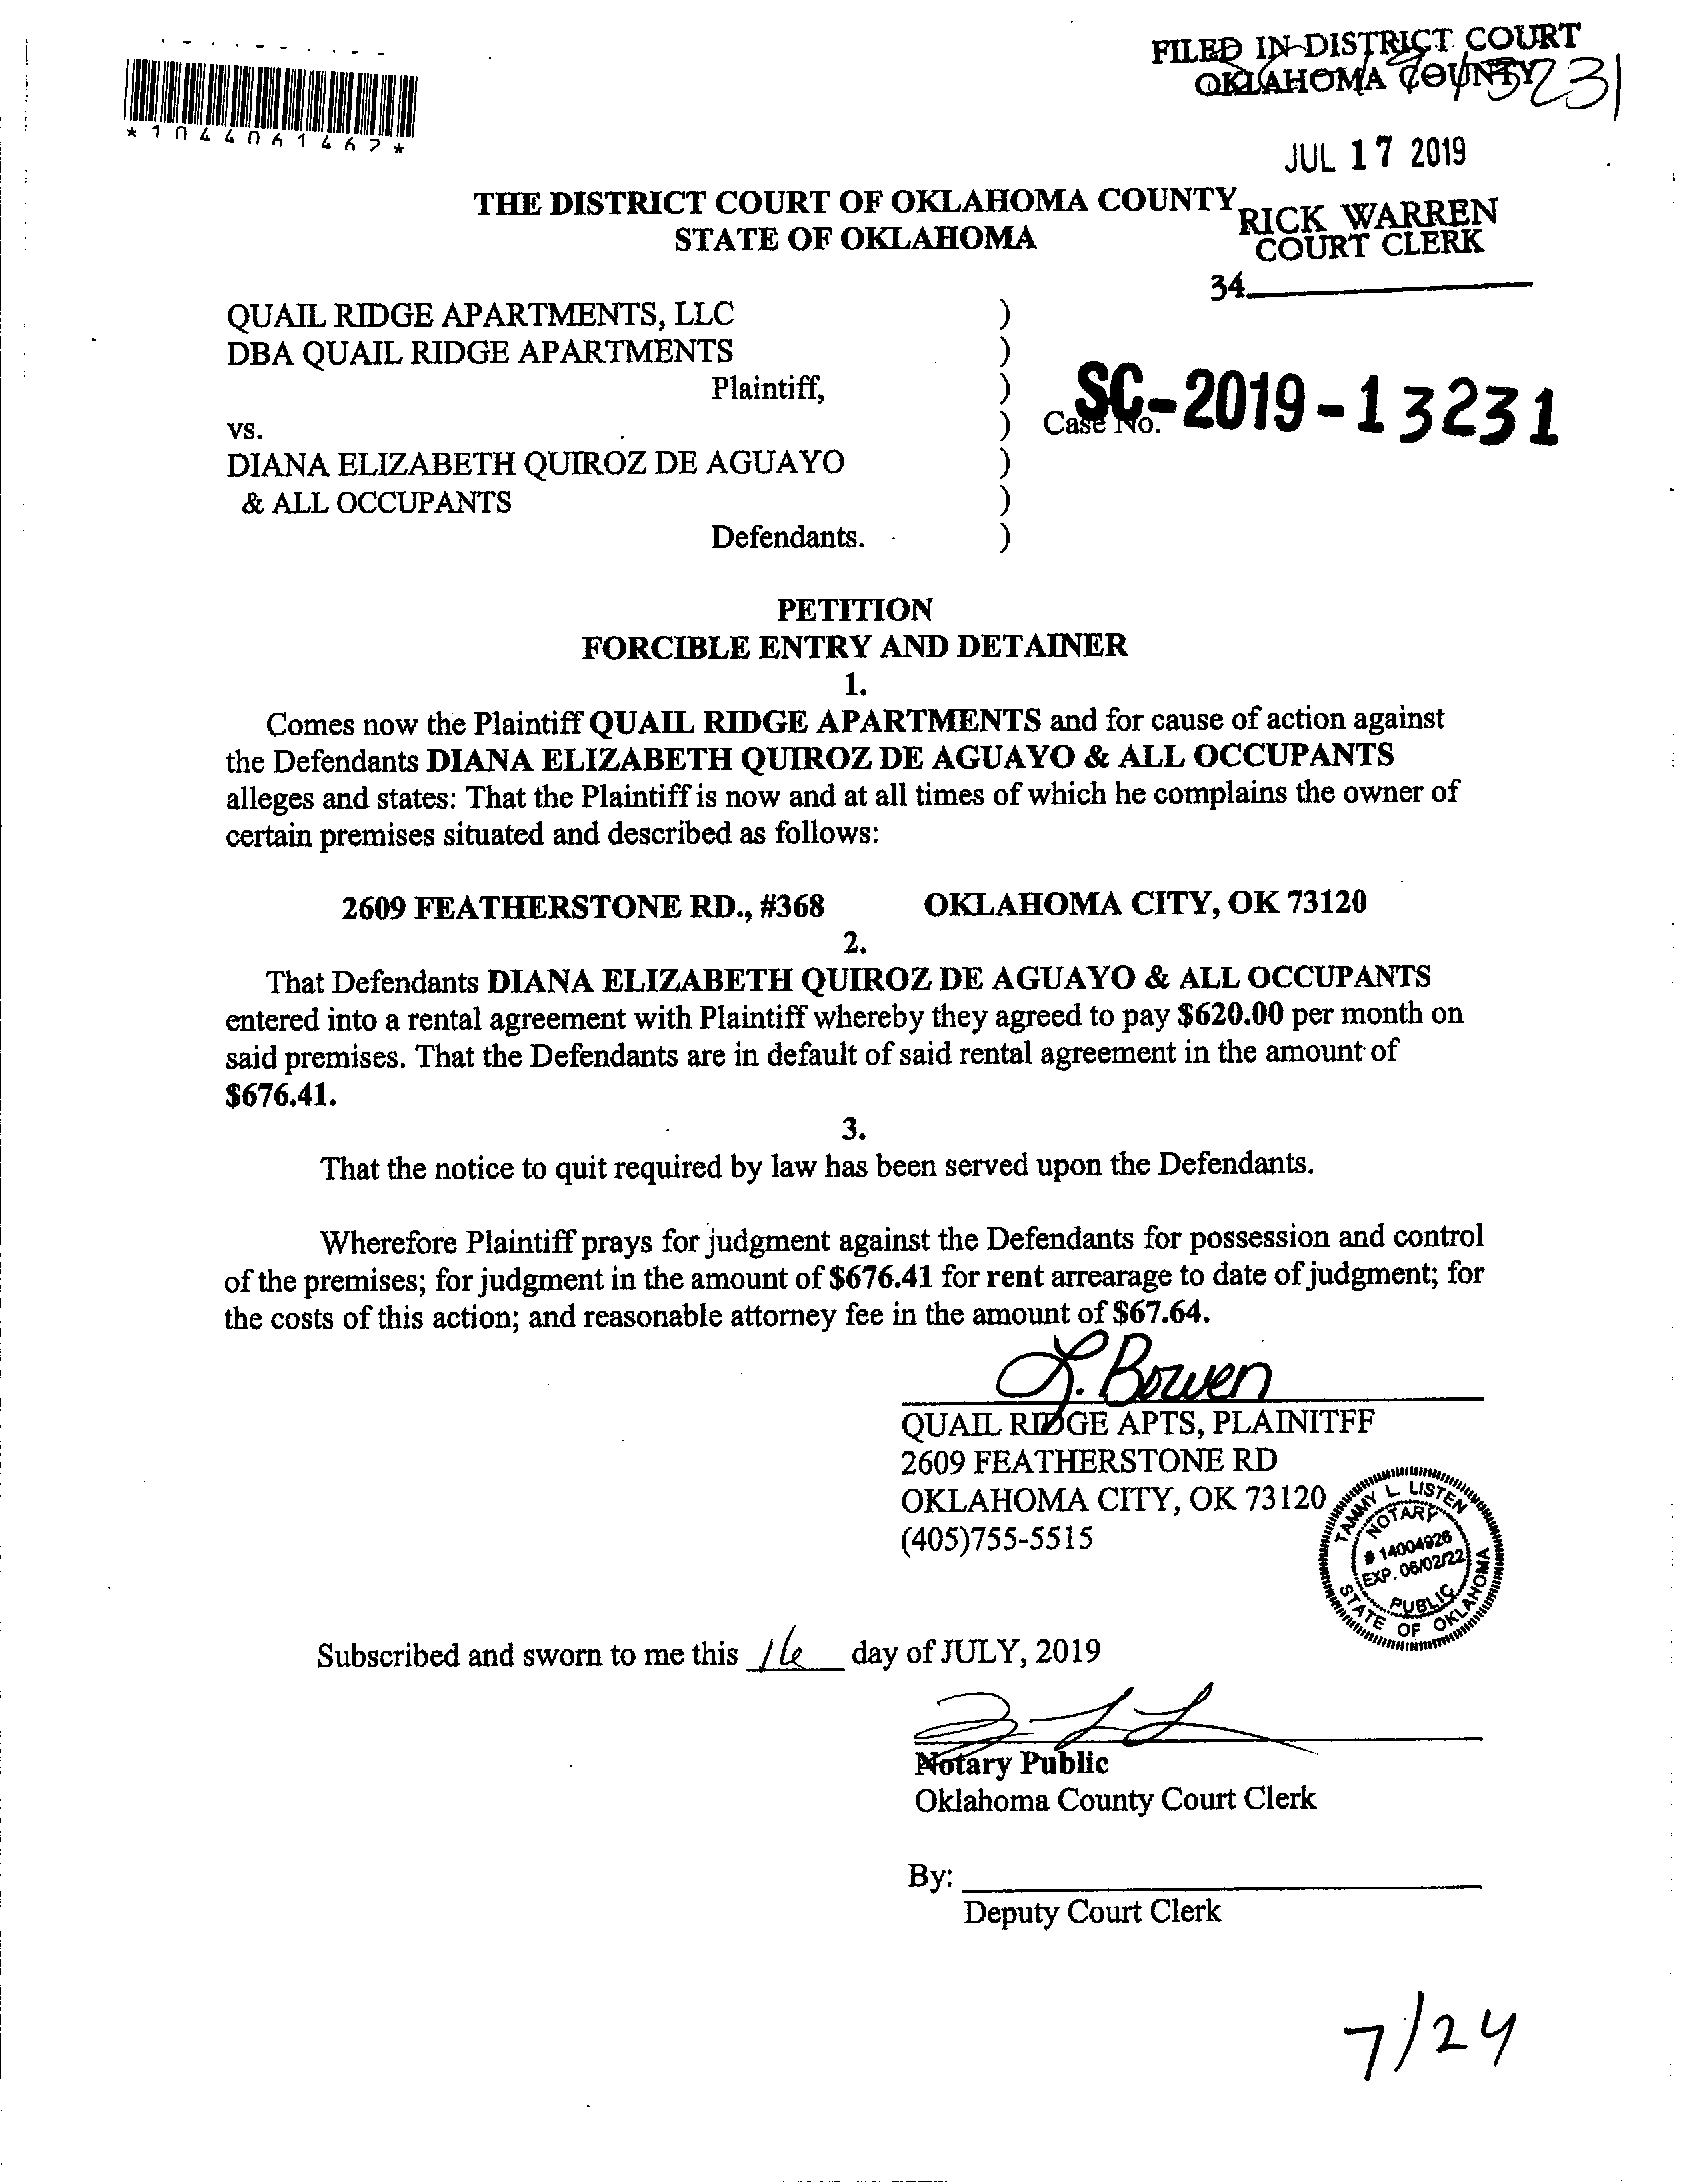 FILED IN DISTRICT COURT
OKLAHOMA COUNTY
*1044061467*
JUL 17 2019
THE DISTRICT COURT OF OKLAHOMA COUNTY
STATE OF OKLAHOMA
RICK WARREN
COURT CLERK
34
QUAIL RIDGE APARTMENTS, LLC )
DBA QUAIL RIDGE APARTMENTS )
Plaintiff, )
vs. ) Case No. SC-2019-13231
DIANA ELIZABETH QUIROZ DE AGUAYO )
& ALL OCCUPANTS )
Defendants. )
PETITION
FORCIBLE ENTRY AND DETAINER
1.
Comes now the Plaintiff QUAIL RIDGE APARTMENTS and for cause of action against
the Defendants DIANA ELIZABETH QUIROZ DE AGUAYO & ALL OCCUPANTS
alleges and states: That the Plaintiff is now and at all times of which he complains the owner of
certain premises situated and described as follows:
2609 FEATHERSTONE RD., #368 OKLAHOMA CITY, OK 73120
2.
That Defendants DIANA ELIZABETH QUIROZ DE AGUAYO & ALL OCCUPANTS
entered into a rental agreement with Plaintiff whereby they agreed to pay $620.00 per month on
said premises. That the Defendants are in default of said rental agreement in the amount of
$676.41.
3.
That the notice to quit required by law has been served upon the Defendants.
Wherefore Plaintiff prays for judgment against the Defendants for possession and control
of the premises; for judgment in the amount of $676.41 for rent arrearage to date of judgment; for
the costs of this action; and reasonable attorney fee in the amount of $67.64.
L. Bowen
QUAIL RIDGE APTS, PLAINITFF
2609 FEATHERSTONE RD
OKLAHOMA CITY, OK 73120
(405)755-5515
TAMMY L. LISTEN
NOTARY
# 14004926
EXP. 06/02/22
PUBLIC
STATE OF OKLAHOMA
Subscribed and sworn to me this 16 day of JULY, 2019
Notary Public
Oklahoma County Court Clerk
By:
Deputy Court Clerk
7/24